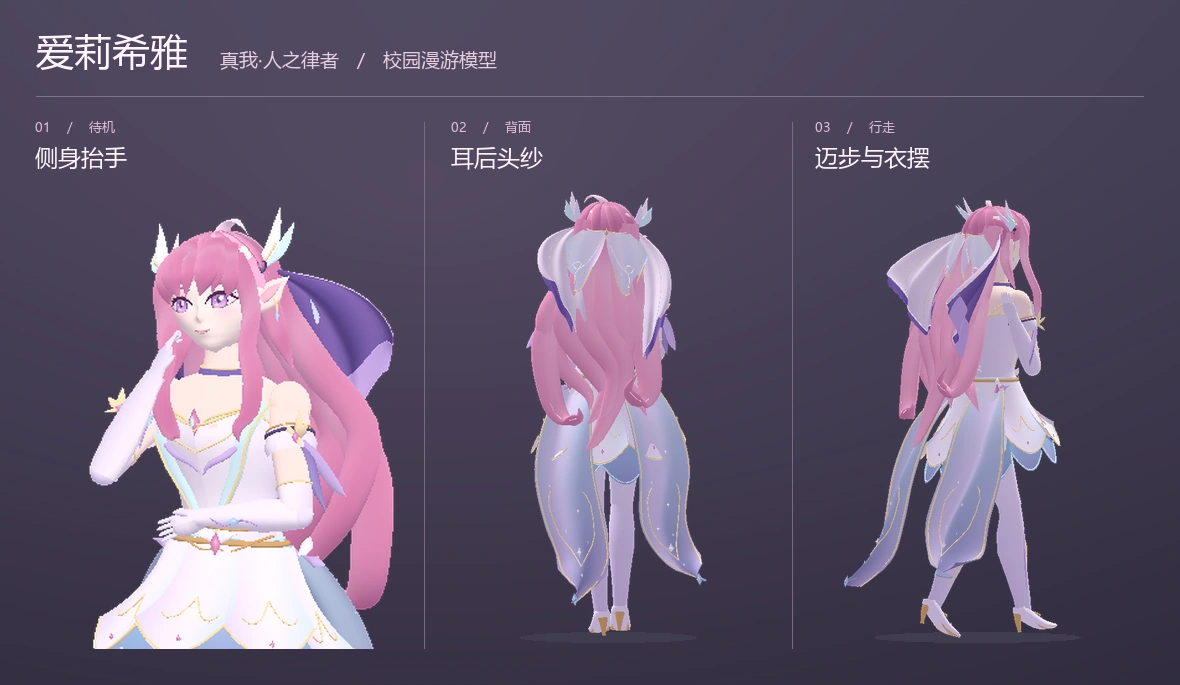 爱莉希雅
真我·人之律者 / 校园漫游模型
01 / 待机
侧身抬手
02 / 背面
耳后头纱
03 / 行走
迈步与衣摆